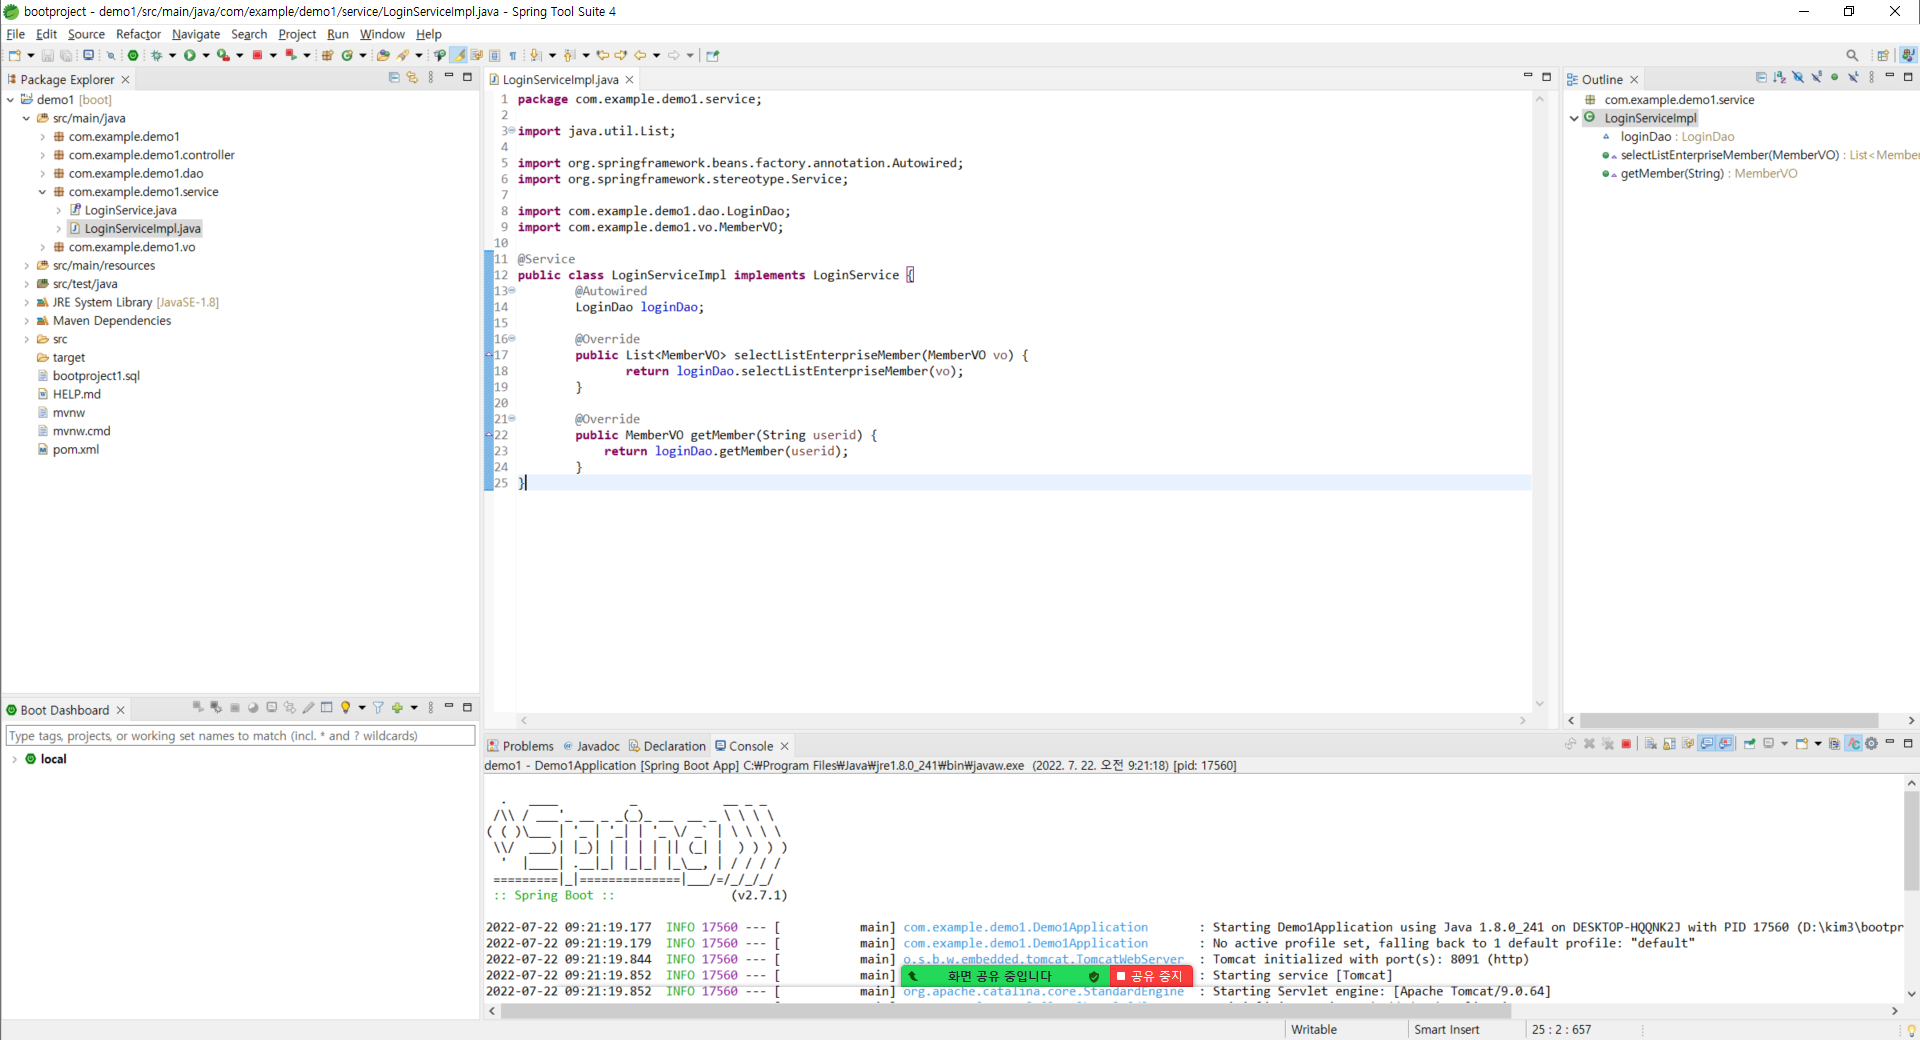 bootproject - demo1/src/main/java/com/example/demo1/service/LoginServiceImpl.java - Spring Tool Suite 4
File Edit Source Refactor Navigate Search Project Run Window Help
Package Explorer
demo1 [boot]
src/main/java
com.example.demo1
com.example.demo1.controller
com.example.demo1.dao
com.example.demo1.service
LoginService.java
LoginServiceImpl.java
com.example.demo1.vo
src/main/resources
src/test/java
JRE System Library [JavaSE-1.8]
Maven Dependencies
src
target
bootproject1.sql
HELP.md
mvnw
mvnw.cmd
pom.xml
Boot Dashboard
Type tags, projects, or working set names to match (incl. * and ? wildcards)
local
LoginServiceImpl.java
1 package com.example.demo1.service;
2
3 import java.util.List;
4
5 import org.springframework.beans.factory.annotation.Autowired;
6 import org.springframework.stereotype.Service;
7
8 import com.example.demo1.dao.LoginDao;
9 import com.example.demo1.vo.MemberVO;
10
11 @Service
12 public class LoginServiceImpl implements LoginService {
13 @Autowired
14 LoginDao loginDao;
15
16 @Override
17 public List<MemberVO> selectListEnterpriseMember(MemberVO vo) {
18 return loginDao.selectListEnterpriseMember(vo);
19 }
20
21 @Override
22 public MemberVO getMember(String userid) {
23 return loginDao.getMember(userid);
24 }
25 }
Outline
com.example.demo1.service
LoginServiceImpl
loginDao : LoginDao
selectListEnterpriseMember(MemberVO) : List<Member
getMember(String) : MemberVO
Problems Javadoc Declaration Console
demo1 - Demo1Application [Spring Boot App] C:₩Program Files₩Java₩jre1.8.0_241₩bin₩javaw.exe (2022. 7. 22. 오전 9:21:18) [pid: 17560]
:: Spring Boot :: (v2.7.1)
2022-07-22 09:21:19.177 INFO 17560 --- [ main] com.example.demo1.Demo1Application : Starting Demo1Application using Java 1.8.0_241 on DESKTOP-HQQNK2J with PID 17560 (D:\kim3\bootpr
2022-07-22 09:21:19.179 INFO 17560 --- [ main] com.example.demo1.Demo1Application : No active profile set, falling back to 1 default profile: "default"
2022-07-22 09:21:19.844 INFO 17560 --- [ main] o.s.b.w.embedded.tomcat.TomcatWebServer : Tomcat initialized with port(s): 8091 (http)
2022-07-22 09:21:19.852 INFO 17560 --- [ main] : Starting service [Tomcat]
화면 공유 중입니다 공유 중지
2022-07-22 09:21:19.852 INFO 17560 --- [ main] org.apache.catalina.core.StandardEngine : Starting Servlet engine: [Apache Tomcat/9.0.64]
Writable Smart Insert 25 : 2 : 657